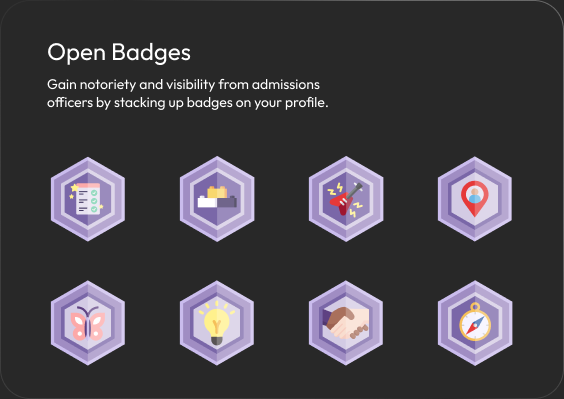 Open Badges
Gain notoriety and visibility from admissions
officers by stacking up badges on your profile.